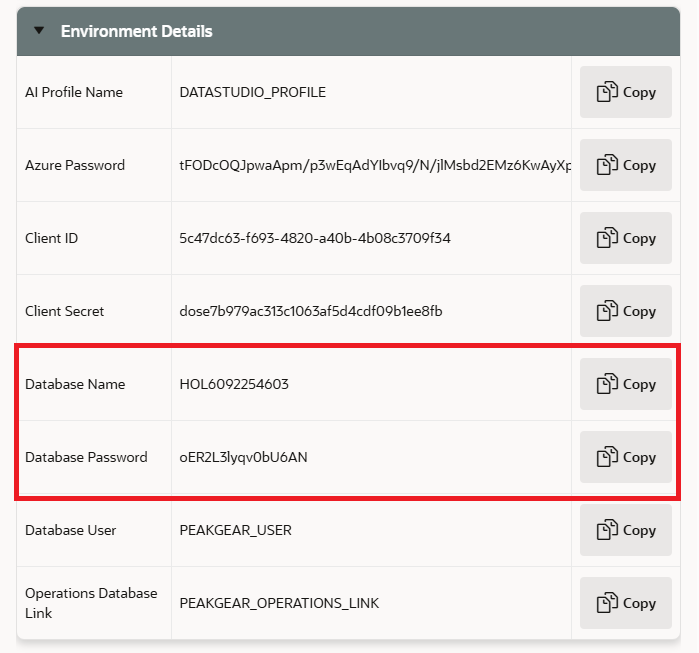 Environment Details
AI Profile Name DATASTUDIO_PROFILE Copy
Azure Password tFODcOQJpwaApm/p3wEqAdYIbvq9/N/jlMsbd2EMz6KwAyXp Copy
Client ID 5c47dc63-f693-4820-a40b-4b08c3709f34 Copy
Client Secret dose7b979ac313c1063af5d4cdf09b1ee8fb Copy
Database Name HOL6092254603 Copy
Database Password oER2L3lyqv0bU6AN Copy
Database User PEAKGEAR_USER Copy
Operations Database
Link PEAKGEAR_OPERATIONS_LINK Copy